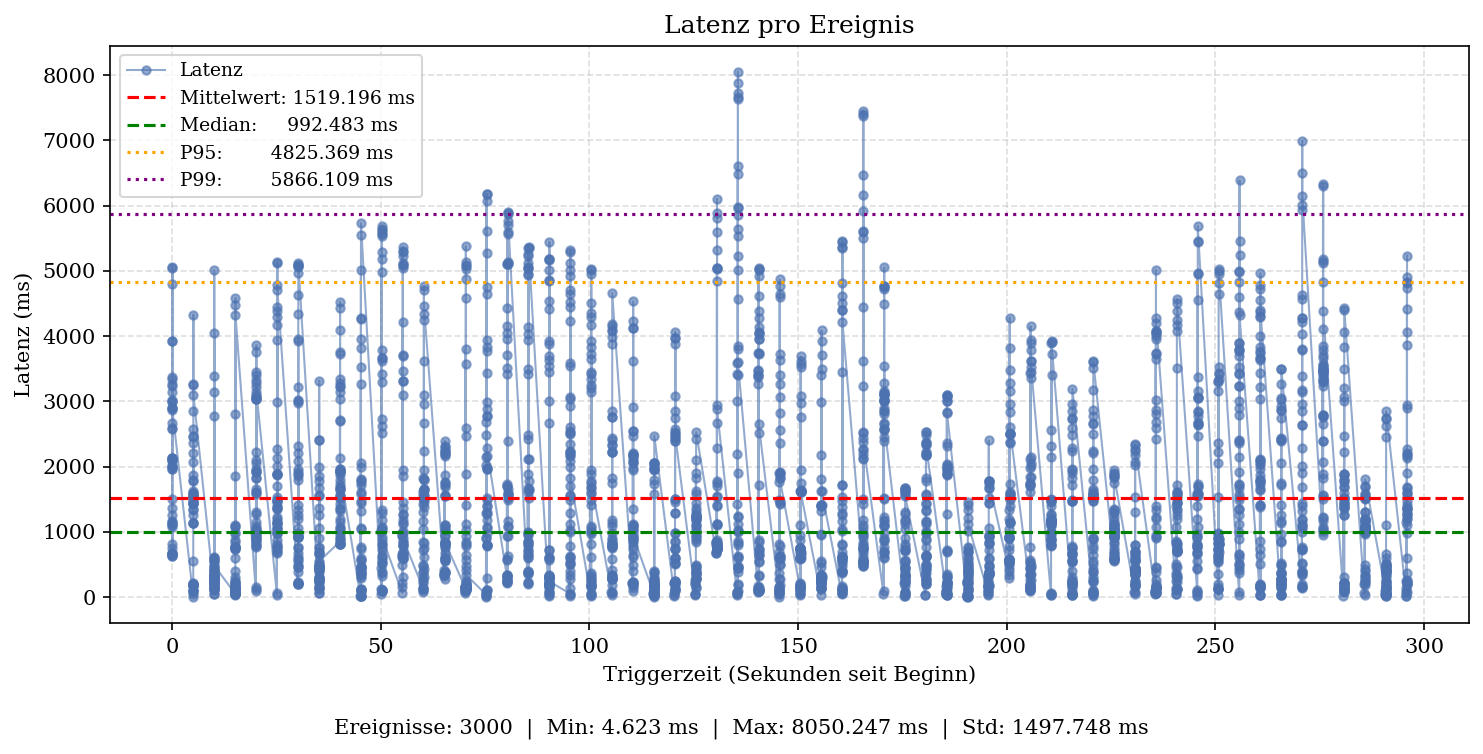 Latenz pro Ereignis
Latenz
Mittelwert: 1519.196 ms
Median: 992.483 ms
P95: 4825.369 ms
P99: 5866.109 ms
8000
7000
6000
5000
4000
3000
2000
1000
0
Latenz (ms)
0 50 100 150 200 250 300
Triggerzeit (Sekunden seit Beginn)
Ereignisse: 3000 | Min: 4.623 ms | Max: 8050.247 ms | Std: 1497.748 ms